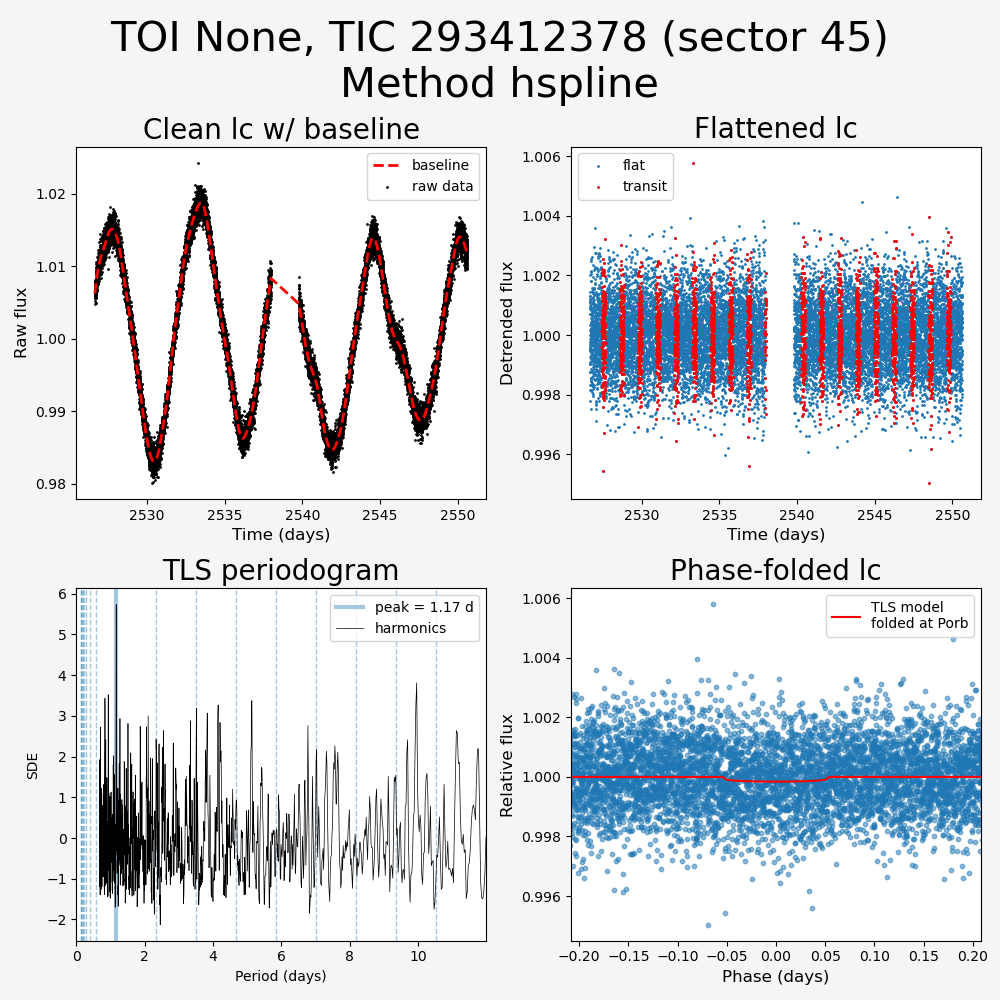 TOI None, TIC 293412378 (sector 45)
Method hspline
Clean lc w/ baseline
baseline
raw data
1.02
1.01
1.00
0.99
0.98
Raw flux
2530
2535
2540
2545
2550
Time (days)
Flattened lc
flat
transit
1.006
1.004
1.002
1.000
0.998
0.996
Detrended flux
2530
2535
2540
2545
2550
Time (days)
TLS periodogram
peak = 1.17 d
harmonics
6
5
4
3
2
1
0
−1
−2
SDE
0
2
4
6
8
10
Period (days)
Phase-folded lc
TLS model
folded at Porb
1.006
1.004
1.002
1.000
0.998
0.996
Relative flux
−0.20
−0.15
−0.10
−0.05
0.00
0.05
0.10
0.15
0.20
Phase (days)